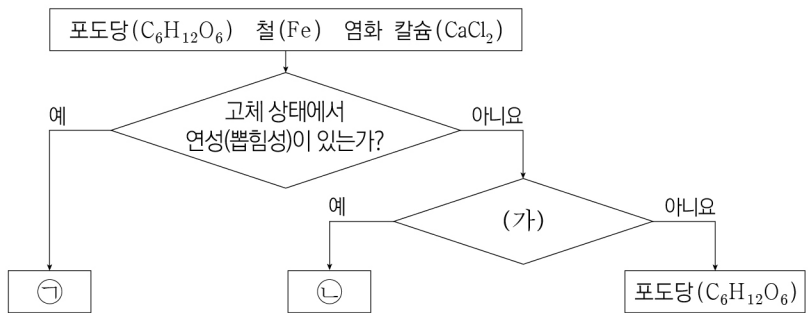 포도당(C₆H₁₂O₆) 철(Fe) 염화 칼슘(CaCl₂)
고체 상태에서
연성(뽑힘성)이 있는가?
예
아니요
(가)
예
아니요
㉠
㉡
포도당(C₆H₁₂O₆)